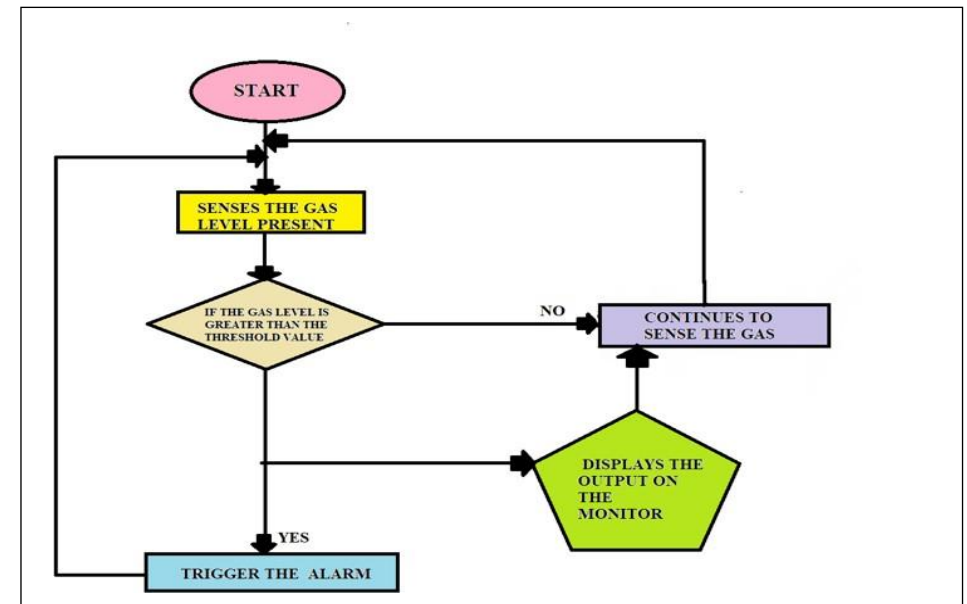 START
SENSES THE GAS
LEVEL PRESENT
IF THE GAS LEVEL IS
GREATER THAN THE
THRESHOLD VALUE
NO
CONTINUES TO
SENSE THE GAS
DISPLAYS THE
OUTPUT ON
THE
MONITOR
YES
TRIGGER THE ALARM